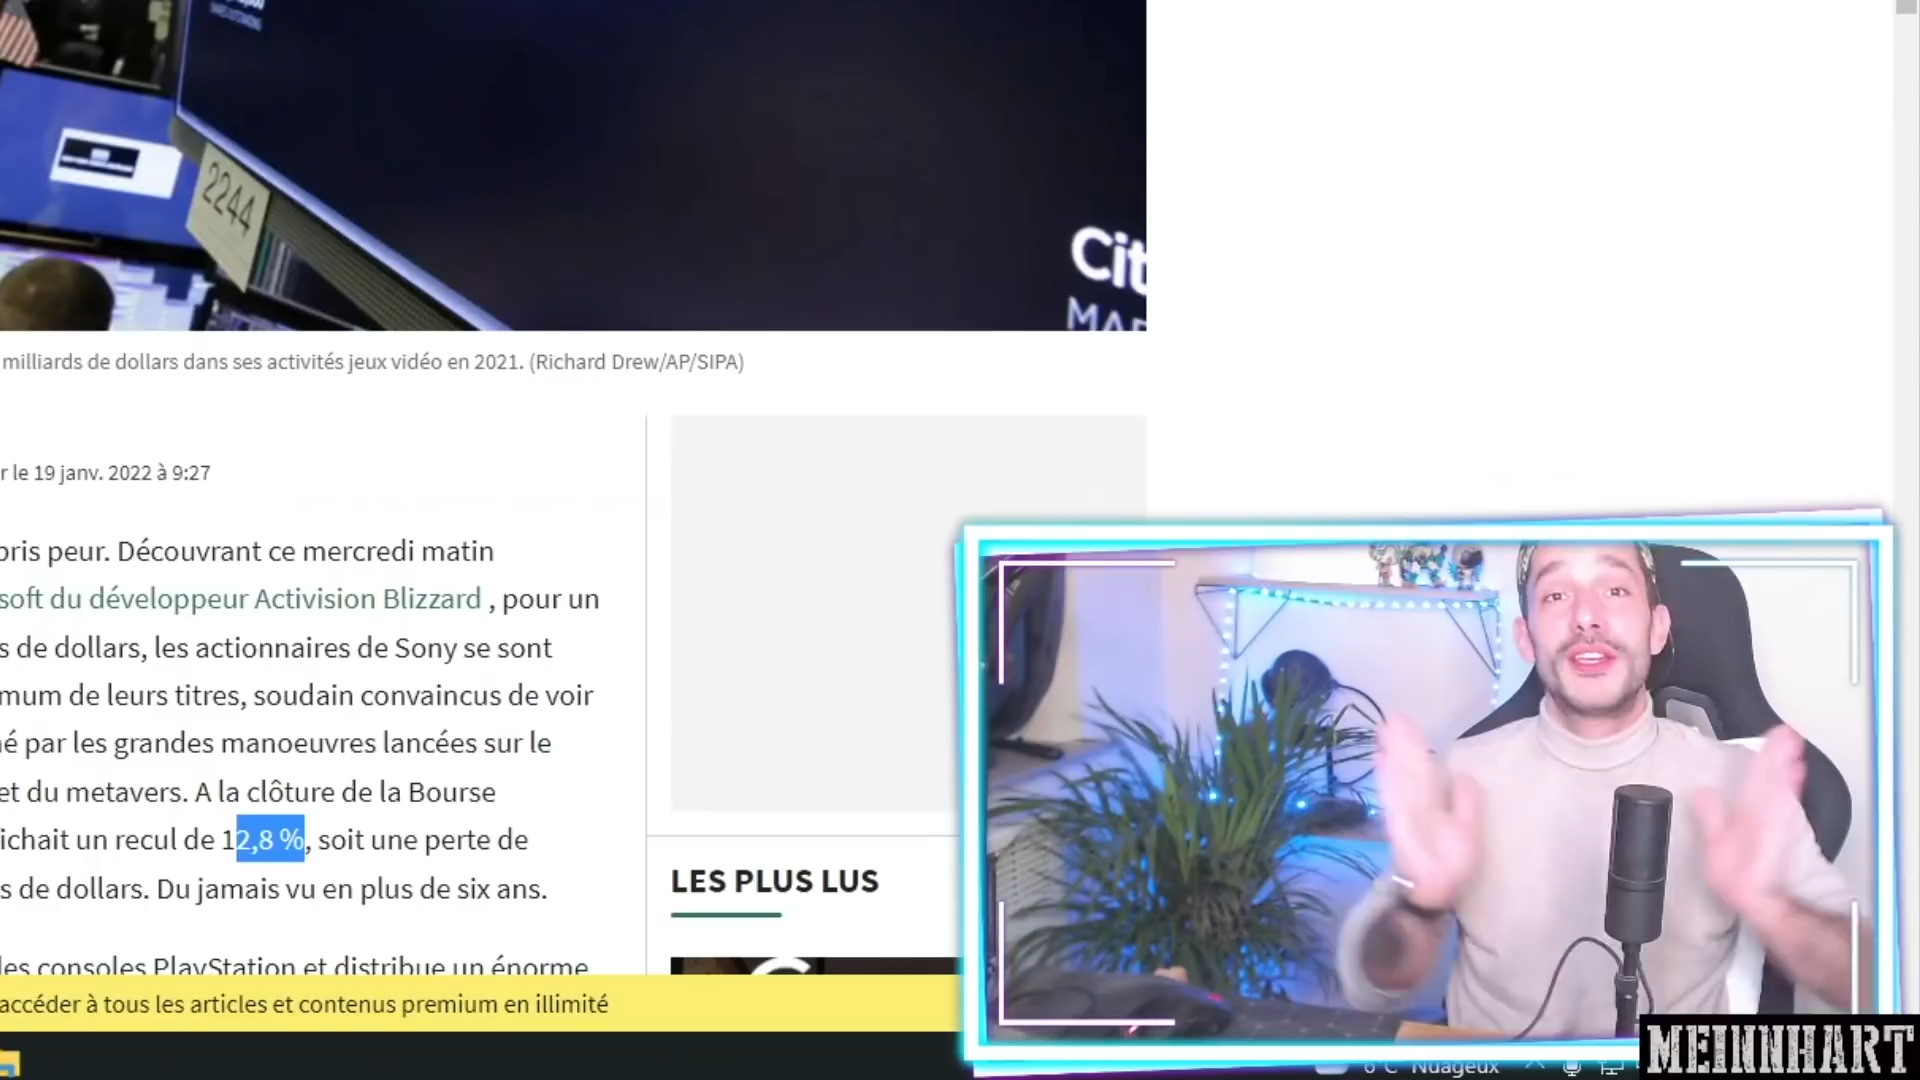 2244
Cit
MAR
milliards de dollars dans ses activités jeux vidéo en 2021. (Richard Drew/AP/SIPA)
r le 19 janv. 2022 à 9:27
pris peur. Découvrant ce mercredi matin
soft du développeur Activision Blizzard , pour un
s de dollars, les actionnaires de Sony se sont
mum de leurs titres, soudain convaincus de voir
né par les grandes manoeuvres lancées sur le
et du metavers. A la clôture de la Bourse
ichait un recul de 12,8 %, soit une perte de
s de dollars. Du jamais vu en plus de six ans.
LES PLUS LUS
les consoles PlayStation et distribue un énorme
accéder à tous les articles et contenus premium en illimité
6°C Nuageux
MEINNHART